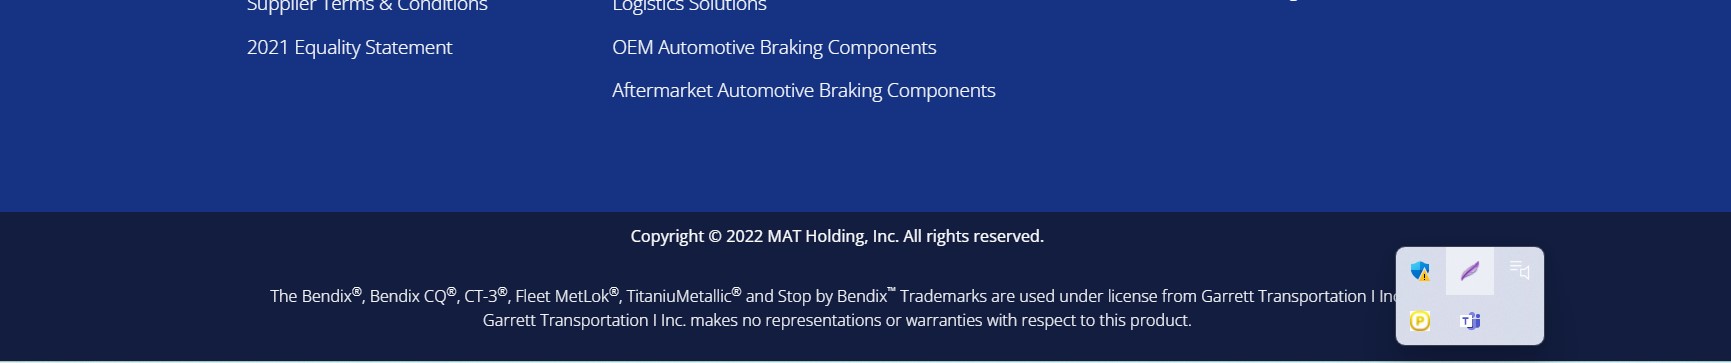 Supplier Terms & Conditions
Logistics Solutions
2021 Equality Statement
OEM Automotive Braking Components
Aftermarket Automotive Braking Components
Copyright © 2022 MAT Holding, Inc. All rights reserved.
The Bendix®, Bendix CQ®, CT-3®, Fleet MetLok®, TitaniuMetallic® and Stop by Bendix™ Trademarks are used under license from Garrett Transportation I Inc
Garrett Transportation I Inc. makes no representations or warranties with respect to this product.
P
T